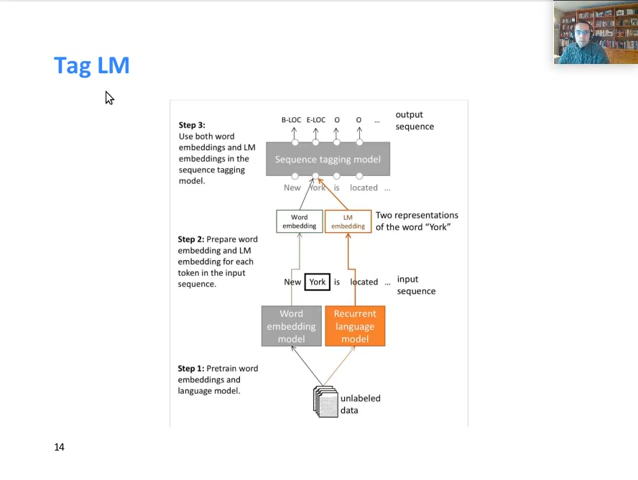 Tag LM
Step 3:
Use both word
embeddings and LM
embeddings in the
sequence tagging
model.
B-LOC E-LOC O O ...
output
sequence
Sequence tagging model
New York is located ...
Word
embedding
LM
embedding
Two representations
of the word "York"
Step 2: Prepare word
embedding and LM
embedding for each
token in the input
sequence.
New York is located ...
input
sequence
Word
embedding
model
Recurrent
language
model
Step 1: Pretrain word
embeddings and
language model.
unlabeled
data
14